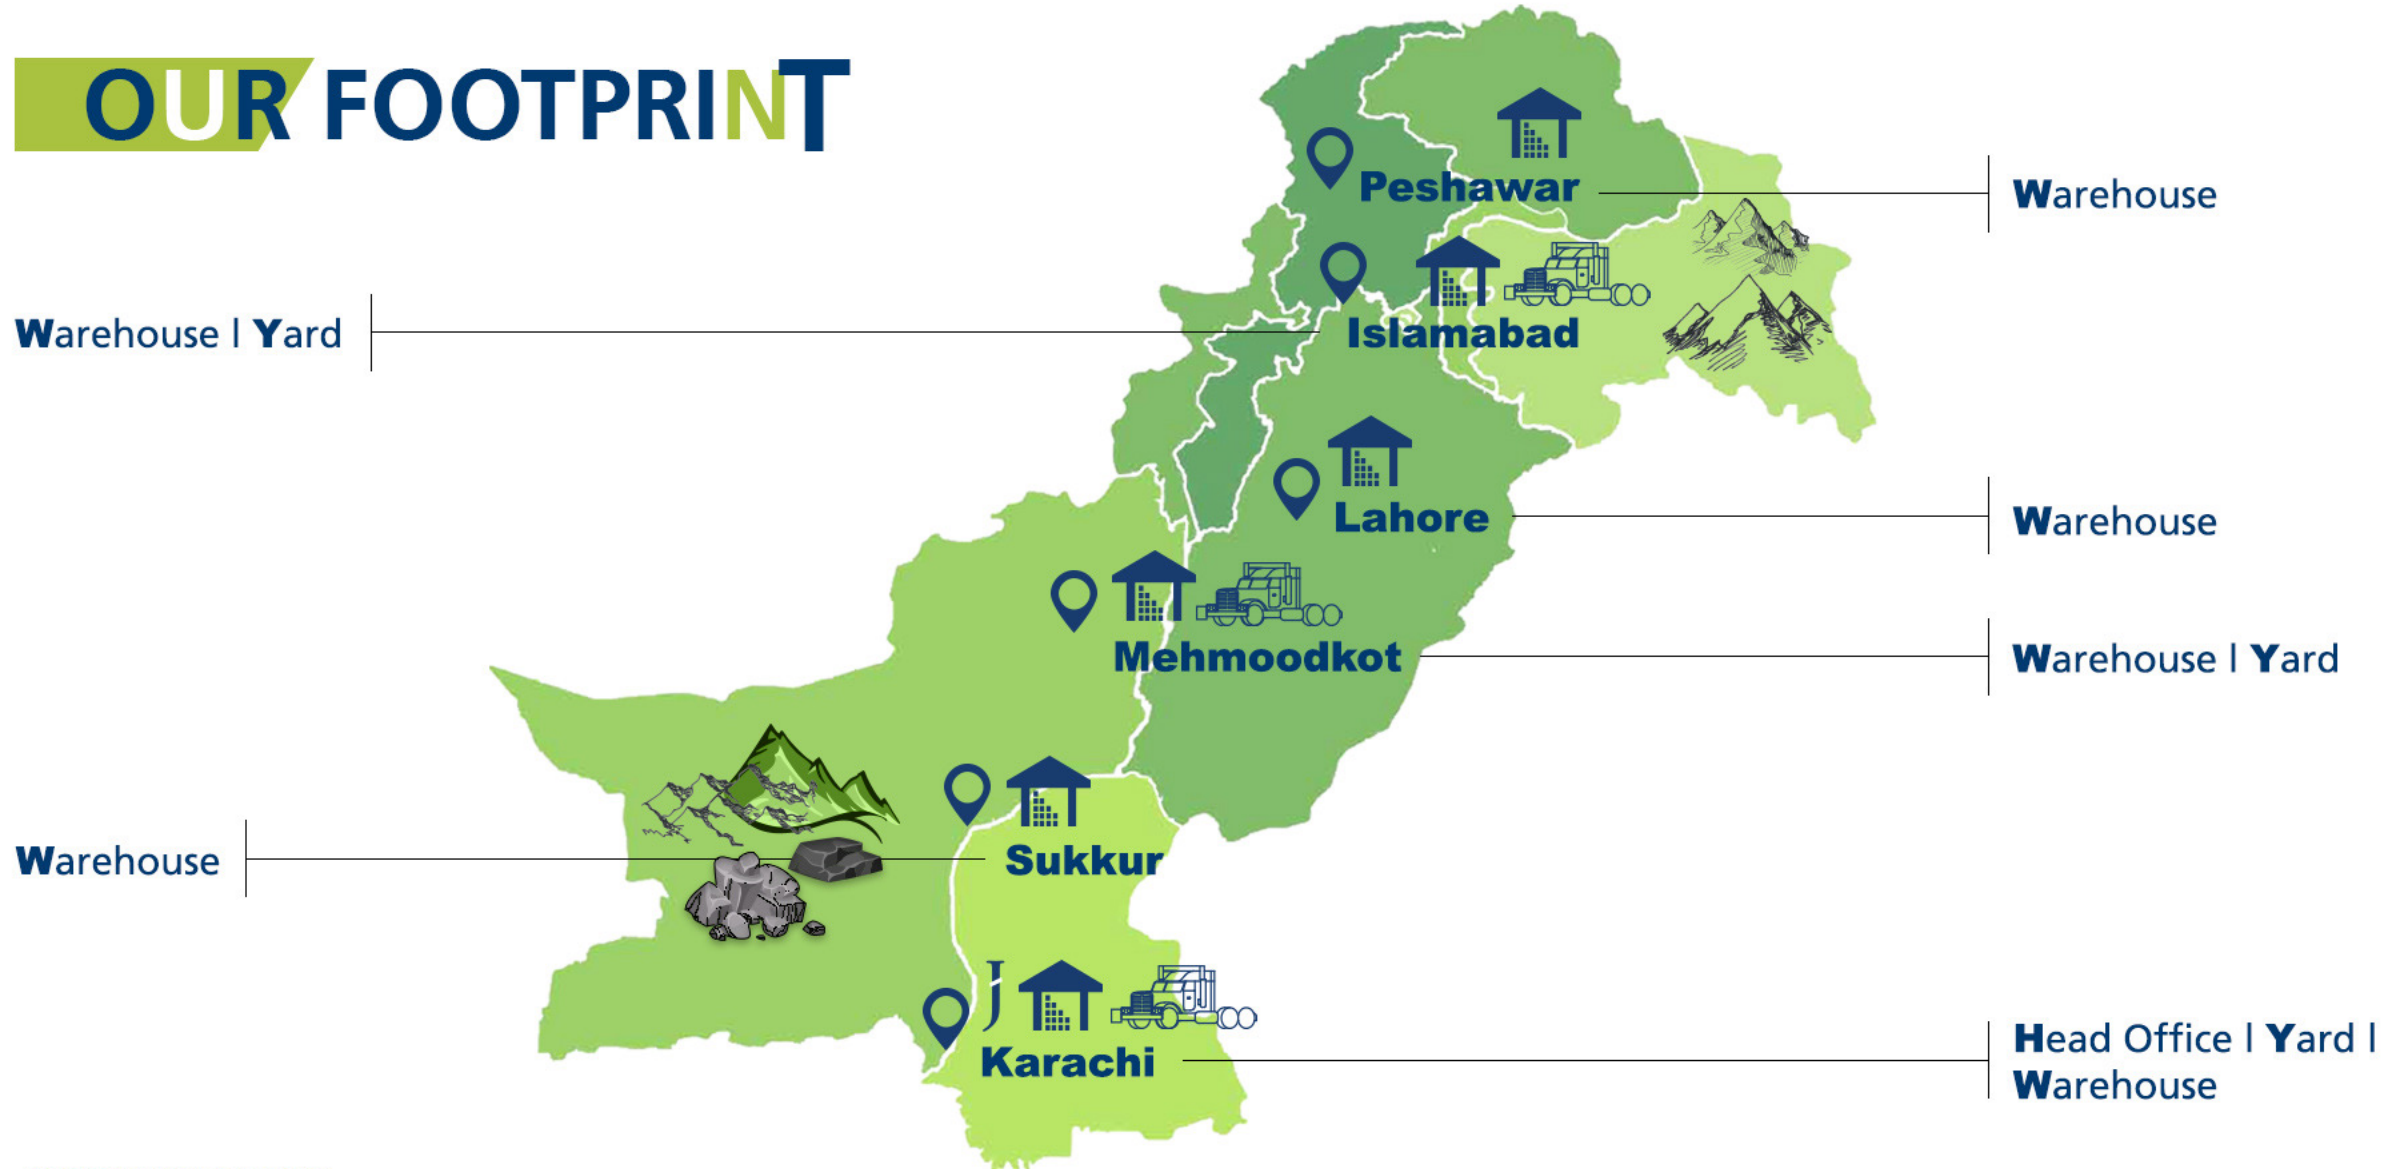 OUR FOOTPRINT
Peshawar
Warehouse
Warehouse | Yard
Islamabad
Lahore
Warehouse
Mehmoodkot
Warehouse | Yard
Warehouse
Sukkur
J
Karachi
Head Office | Yard |
Warehouse